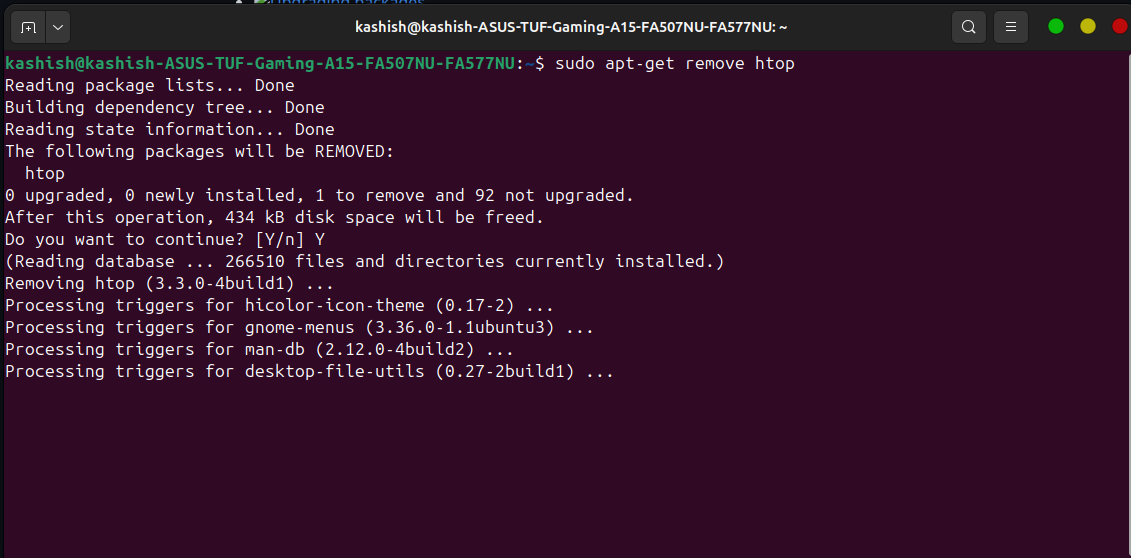 Upgrading packages
kashish@kashish-ASUS-TUF-Gaming-A15-FA507NU-FA577NU: ~
kashish@kashish-ASUS-TUF-Gaming-A15-FA507NU-FA577NU:~$ sudo apt-get remove htop
Reading package lists... Done
Building dependency tree... Done
Reading state information... Done
The following packages will be REMOVED:
  htop
0 upgraded, 0 newly installed, 1 to remove and 92 not upgraded.
After this operation, 434 kB disk space will be freed.
Do you want to continue? [Y/n] Y
(Reading database ... 266510 files and directories currently installed.)
Removing htop (3.3.0-4build1) ...
Processing triggers for hicolor-icon-theme (0.17-2) ...
Processing triggers for gnome-menus (3.36.0-1.1ubuntu3) ...
Processing triggers for man-db (2.12.0-4build2) ...
Processing triggers for desktop-file-utils (0.27-2build1) ...